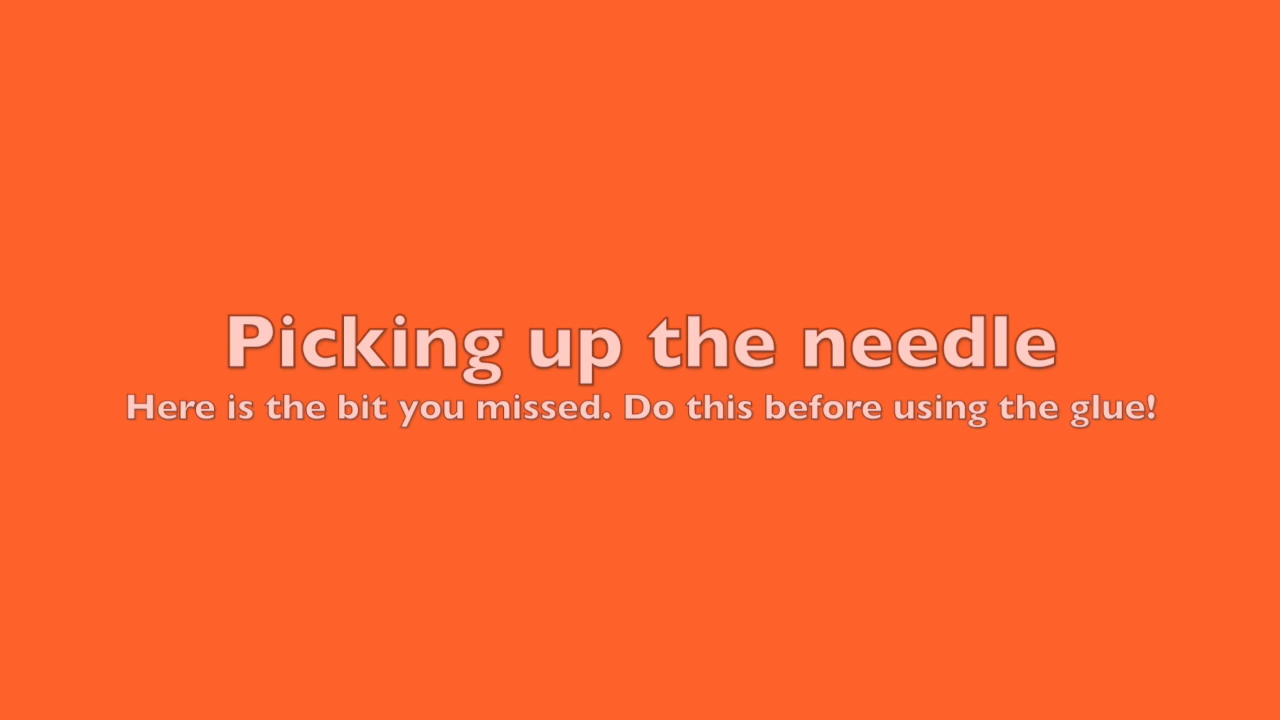 Picking up the needle
Here is the bit you missed. Do this before using the glue!